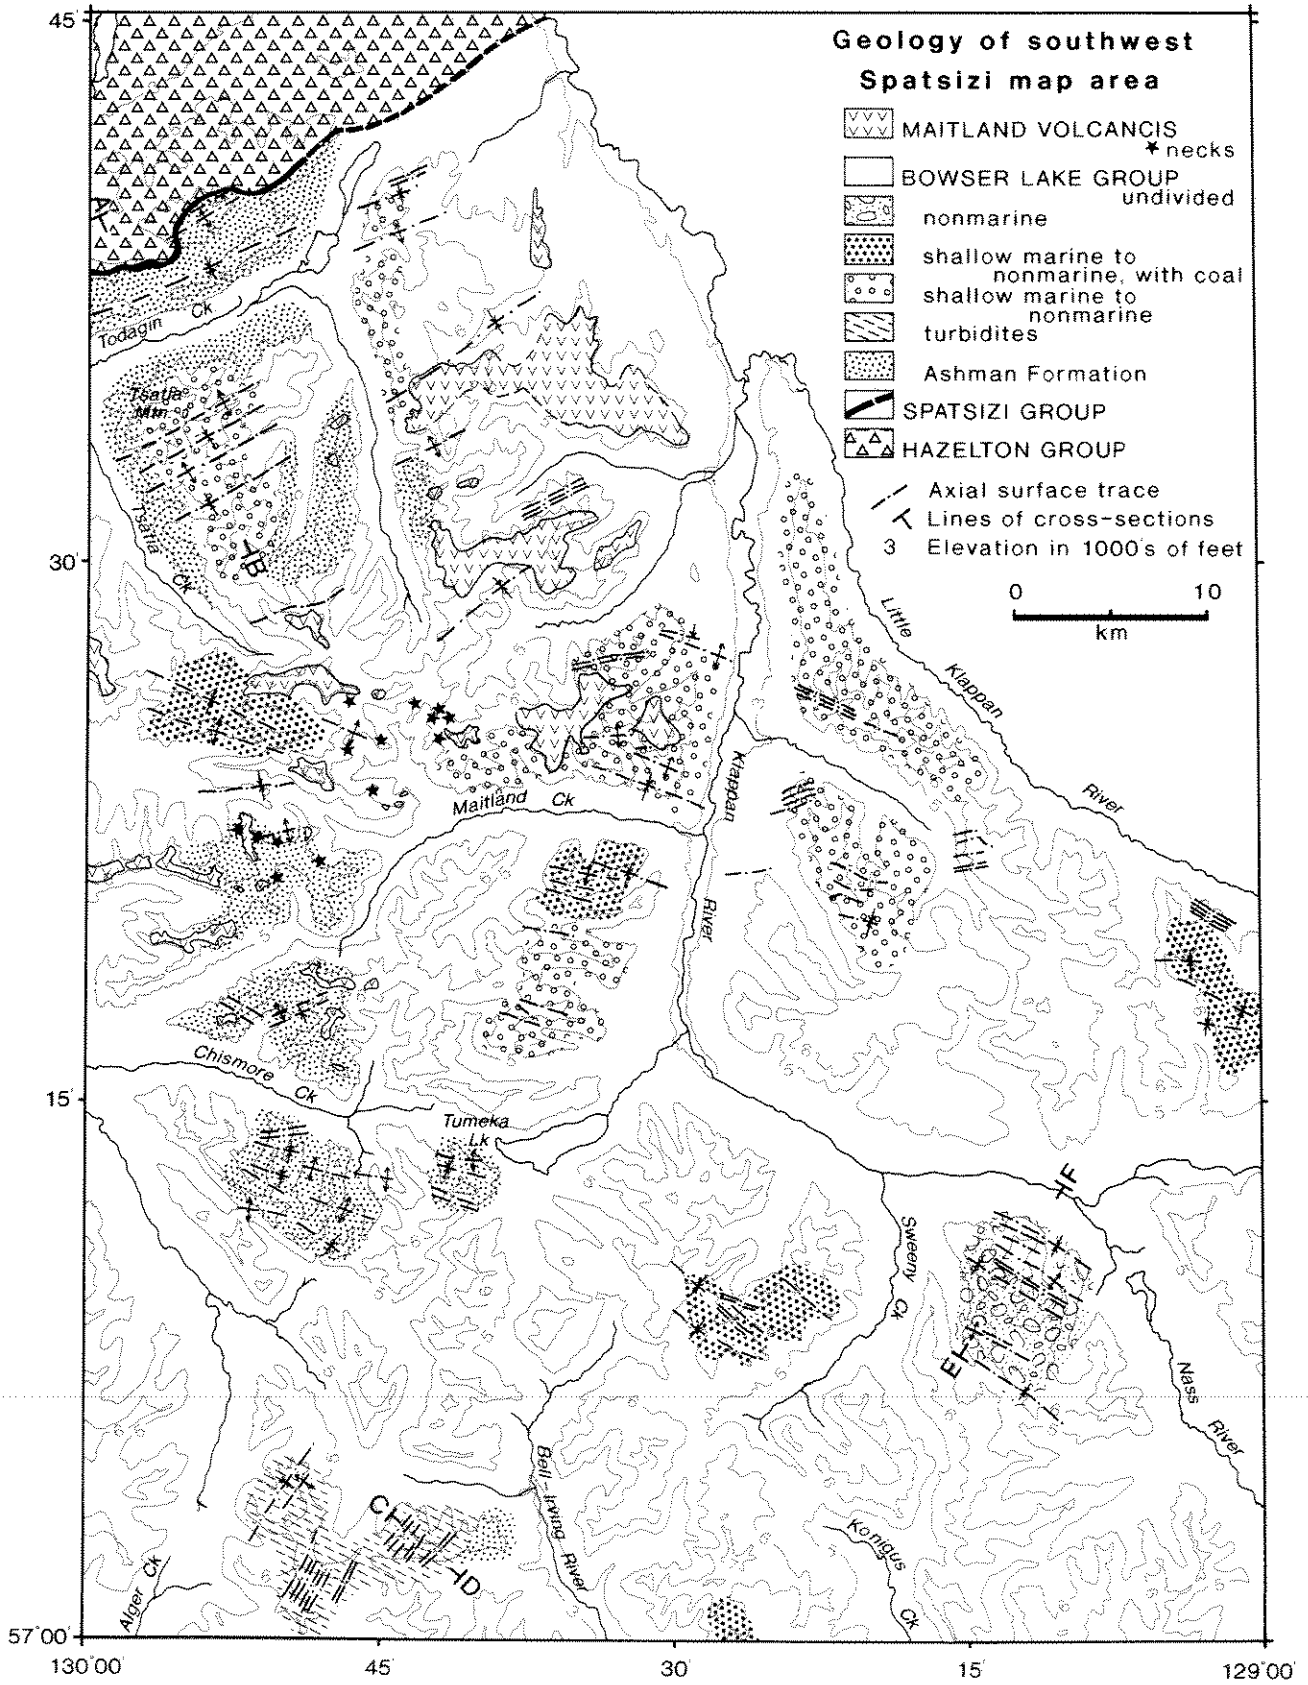 45'
Geology of southwest
Spatsizi map area
MAITLAND VOLCANCIS
★ necks
BOWSER LAKE GROUP
undivided
nonmarine
shallow marine to
nonmarine, with coal
shallow marine to
nonmarine
turbidites
Ashman Formation
SPATSIZI GROUP
HAZELTON GROUP
Axial surface trace
Lines of cross-sections
3 Elevation in 1000's of feet
0 10
km
A
Todagin Ck
Tsatia
Mtn
Tsatia
Ck
B
30'
Little
Klappan
River
Maitland Ck
Klappan
River
Chismore
Ck
15'
Tumeka
Lk
F
Sweeny
Ck
E
Nass
River
Bell-Irving
River
C
D
Konigus
Ck
Alger Ck
57°00'
130°00' 45' 30' 15' 129°00'